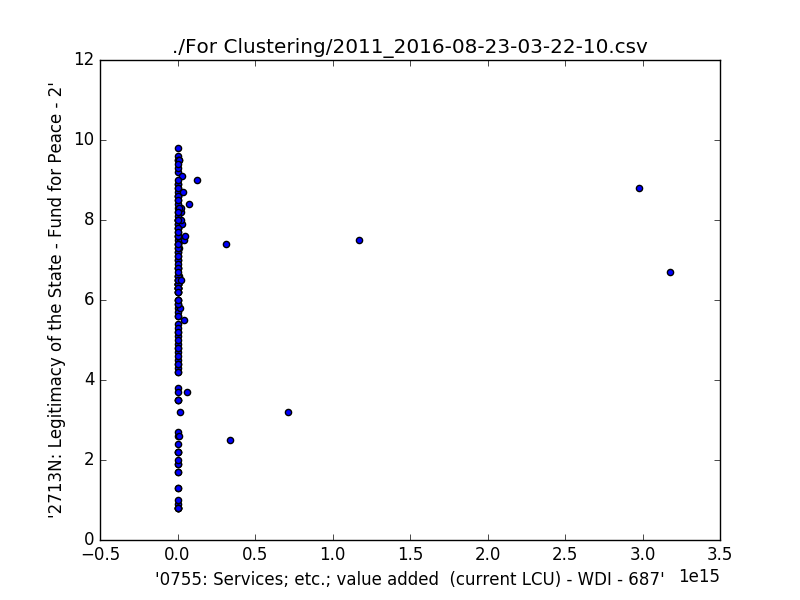 ./For Clustering/2011_2016-08-23-03-22-10.csv
12
10
8
6
4
2
0
'2713N: Legitimacy of the State - Fund for Peace - 2'
−0.5 0.0 0.5 1.0 1.5 2.0 2.5 3.0 3.5
1e15
'0755: Services; etc.; value added  (current LCU) - WDI - 687'